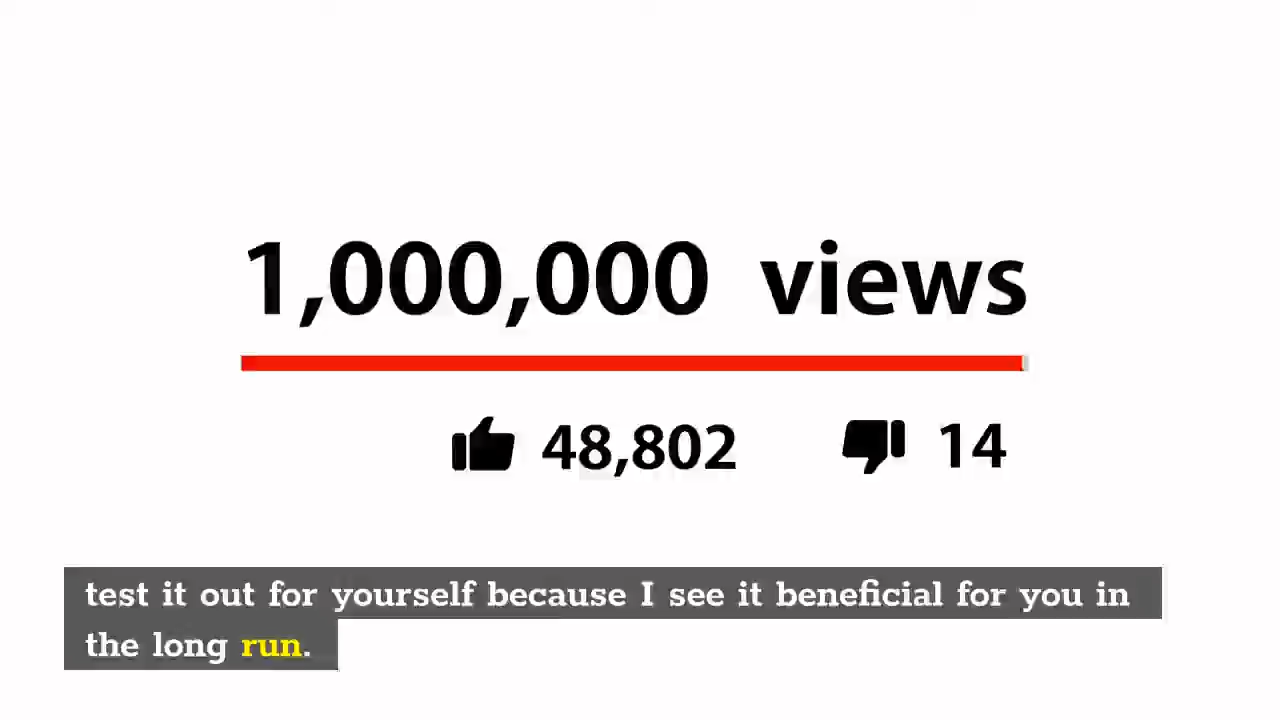 1,000,000 views
48,802 14
test it out for yourself because I see it beneficial for you in
the long run.